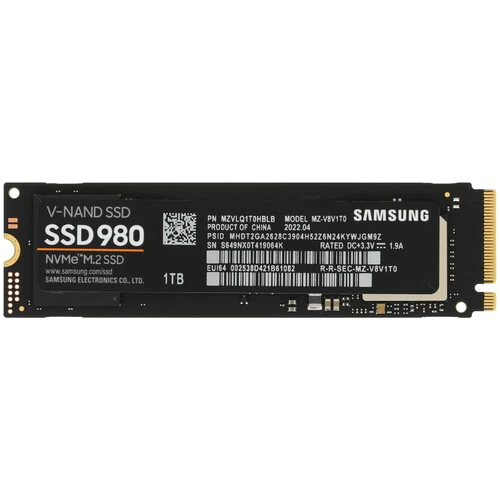 V-NAND SSD
SSD 980
NVMe™ M.2 SSD
www.samsung.com/ssd
SAMSUNG ELECTRONICS CO., LTD.
1TB
PN MZVLQ1T0HBLB MODEL MZ-V8V1T0
PRODUCT OF CHINA 2022.04
PSID MHDT2GA2628C3904H52Z6N24KYWJGM9Z
SN S649NX0T419064K RATED DC+3.3V 1.9A
EUI64 002538D421B61082 R-R-SEC-MZ-V8V1T0
SAMSUNG